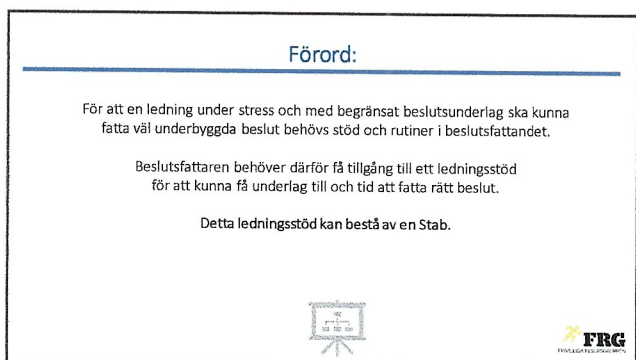 Förord:
För att en ledning under stress och med begränsat beslutsunderlag ska kunna
fatta väl underbyggda beslut behövs stöd och rutiner i beslutsfattandet.
Beslutsfattaren behöver därför få tillgång till ett ledningsstöd
för att kunna få underlag till och tid att fatta rätt beslut.
Detta ledningsstöd kan bestå av en Stab.
FRG